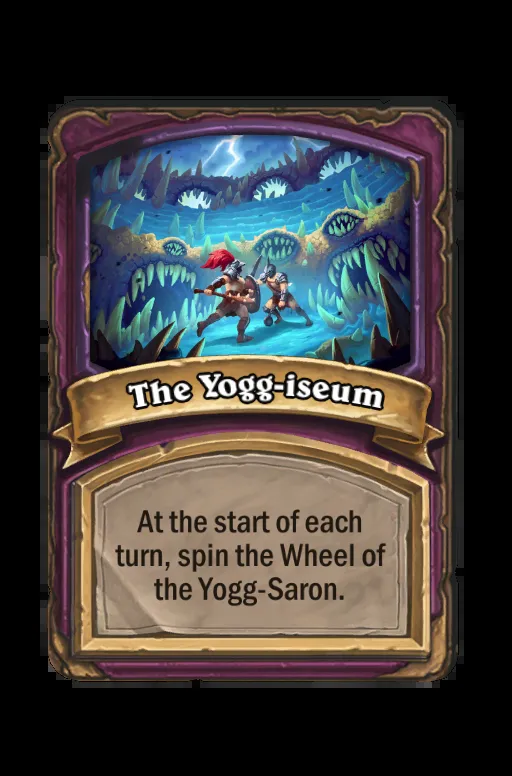 The Yogg-iseum
At the start of each
turn, spin the Wheel of
the Yogg-Saron.